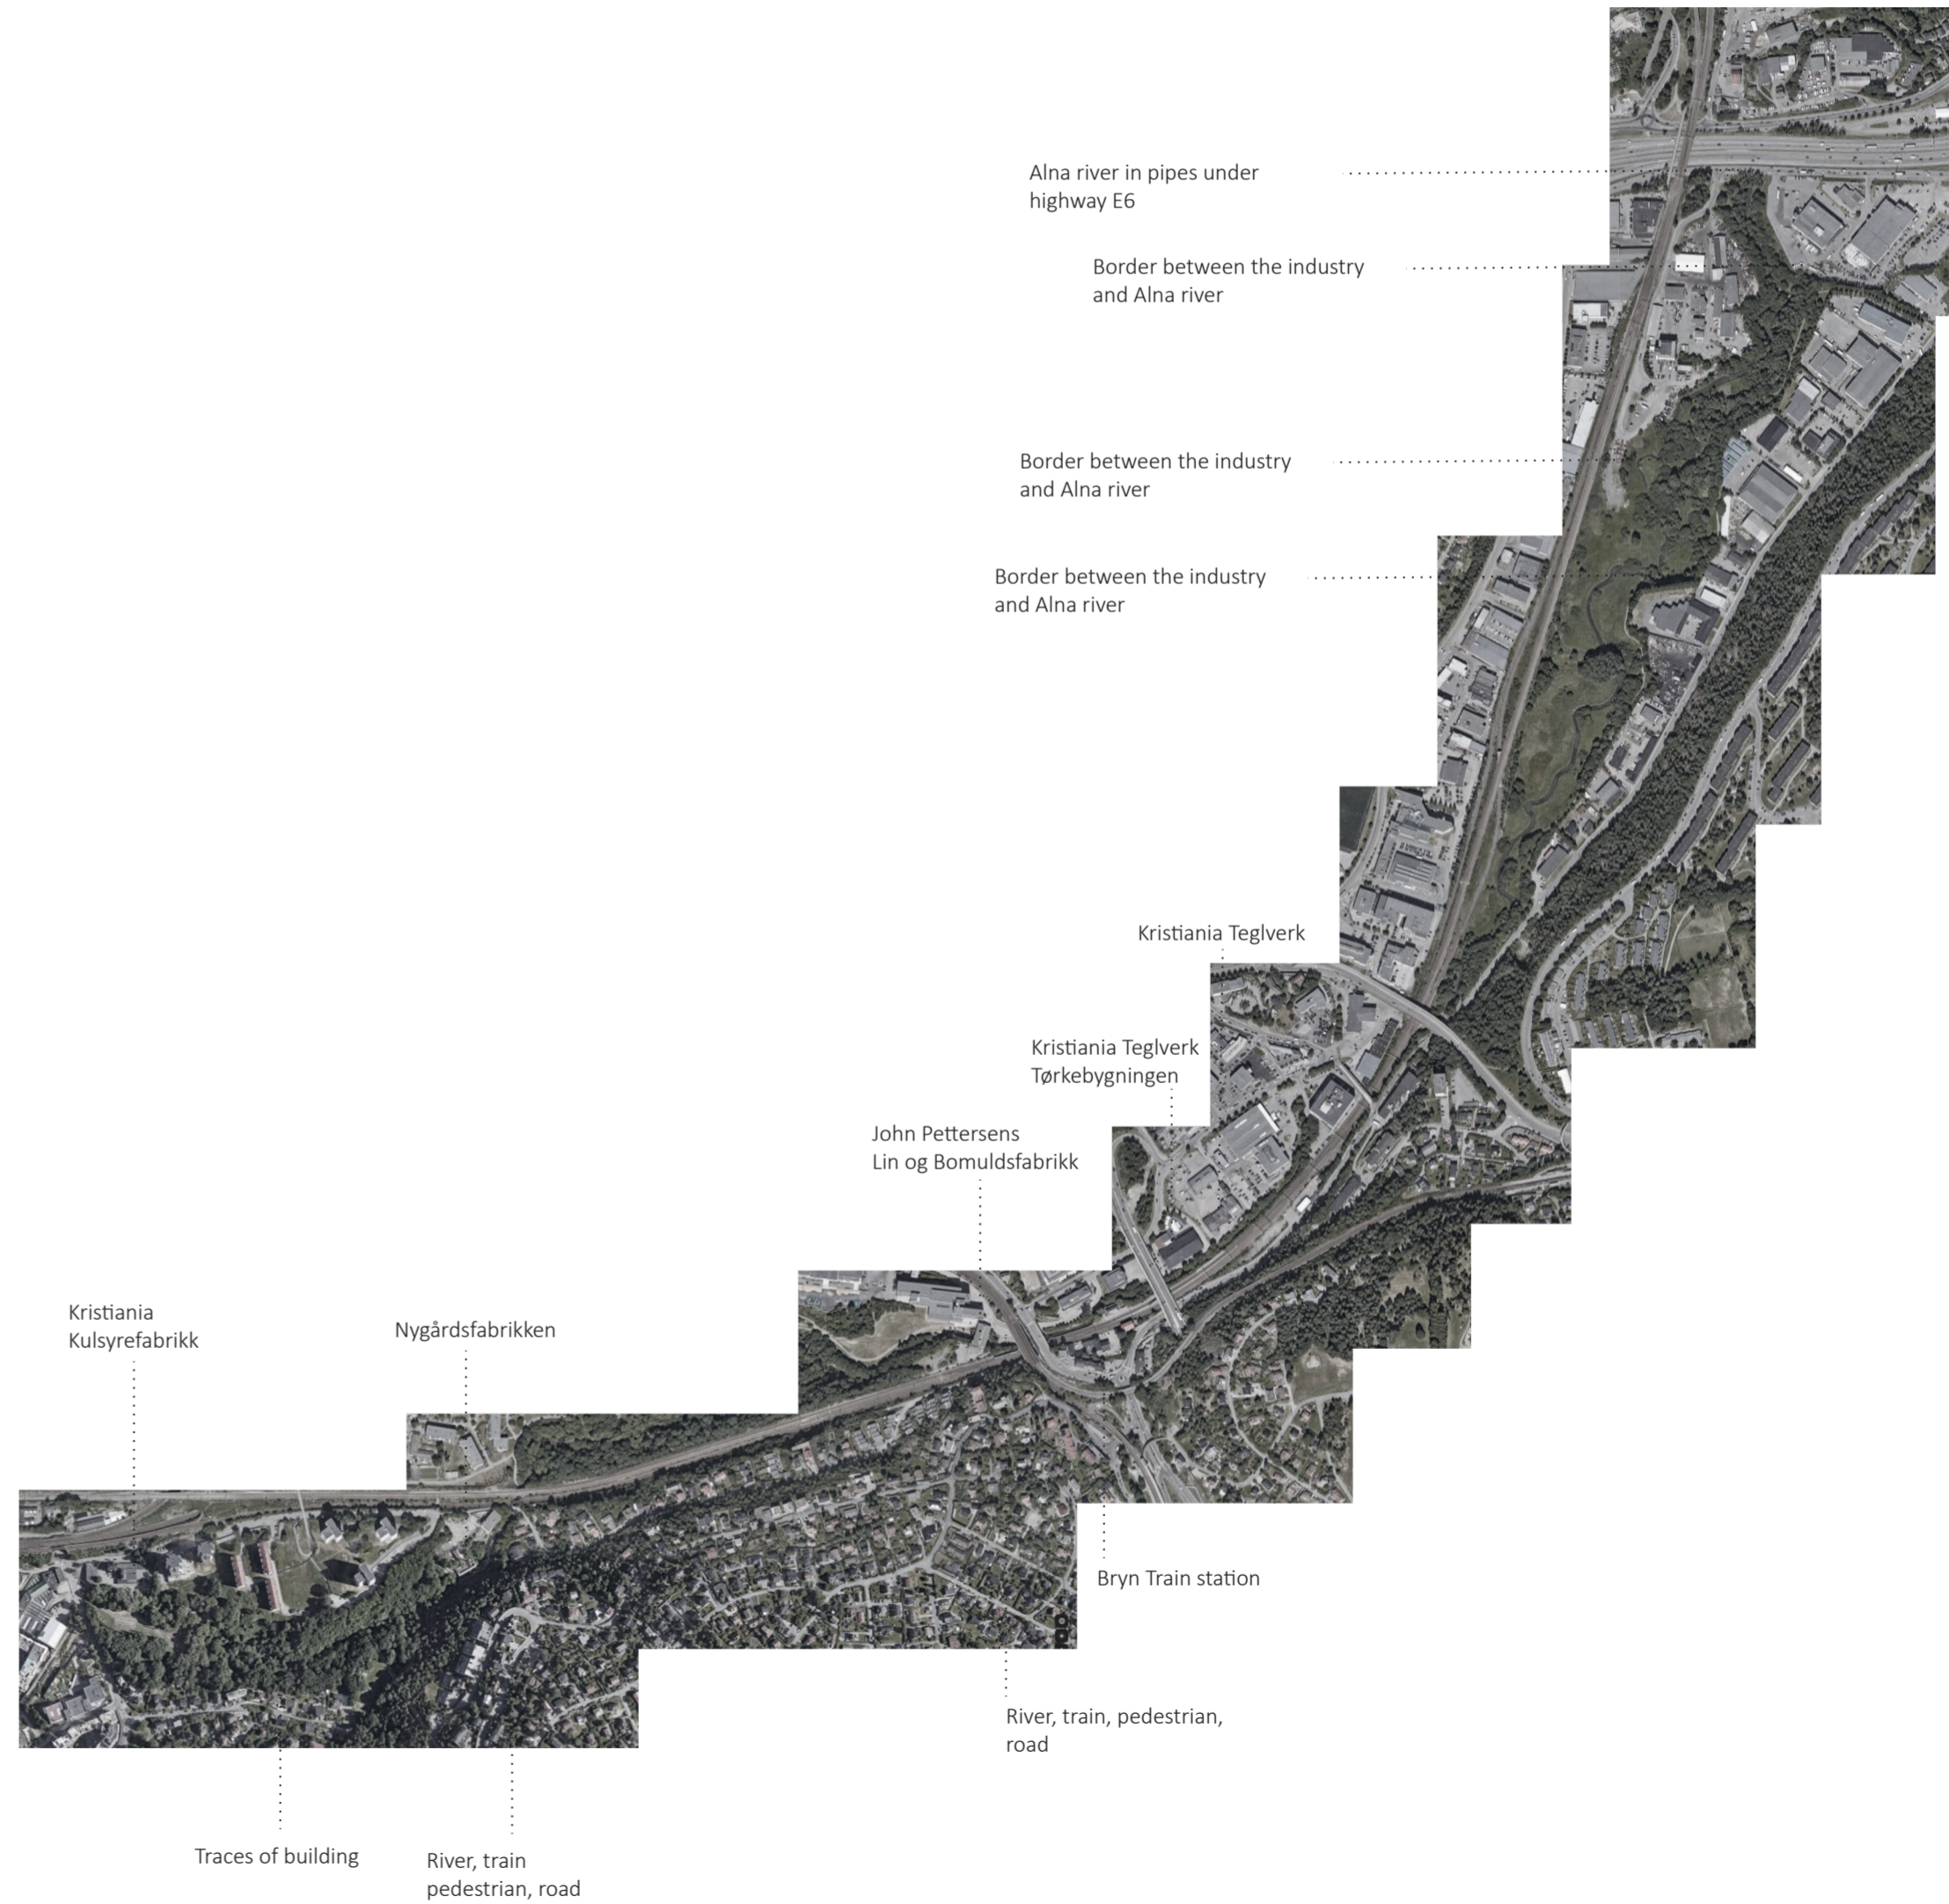 Alna river in pipes under
highway E6
Border between the industry
and Alna river
Border between the industry
and Alna river
Border between the industry
and Alna river
Kristiania Teglverk
Kristiania Teglverk
Tørkebygningen
John Pettersens
Lin og Bomuldsfabrikk
Kristiania
Kulsyrefabrikk
Nygårdsfabrikken
Bryn Train station
River, train, pedestrian,
road
Traces of building
River, train
pedestrian, road